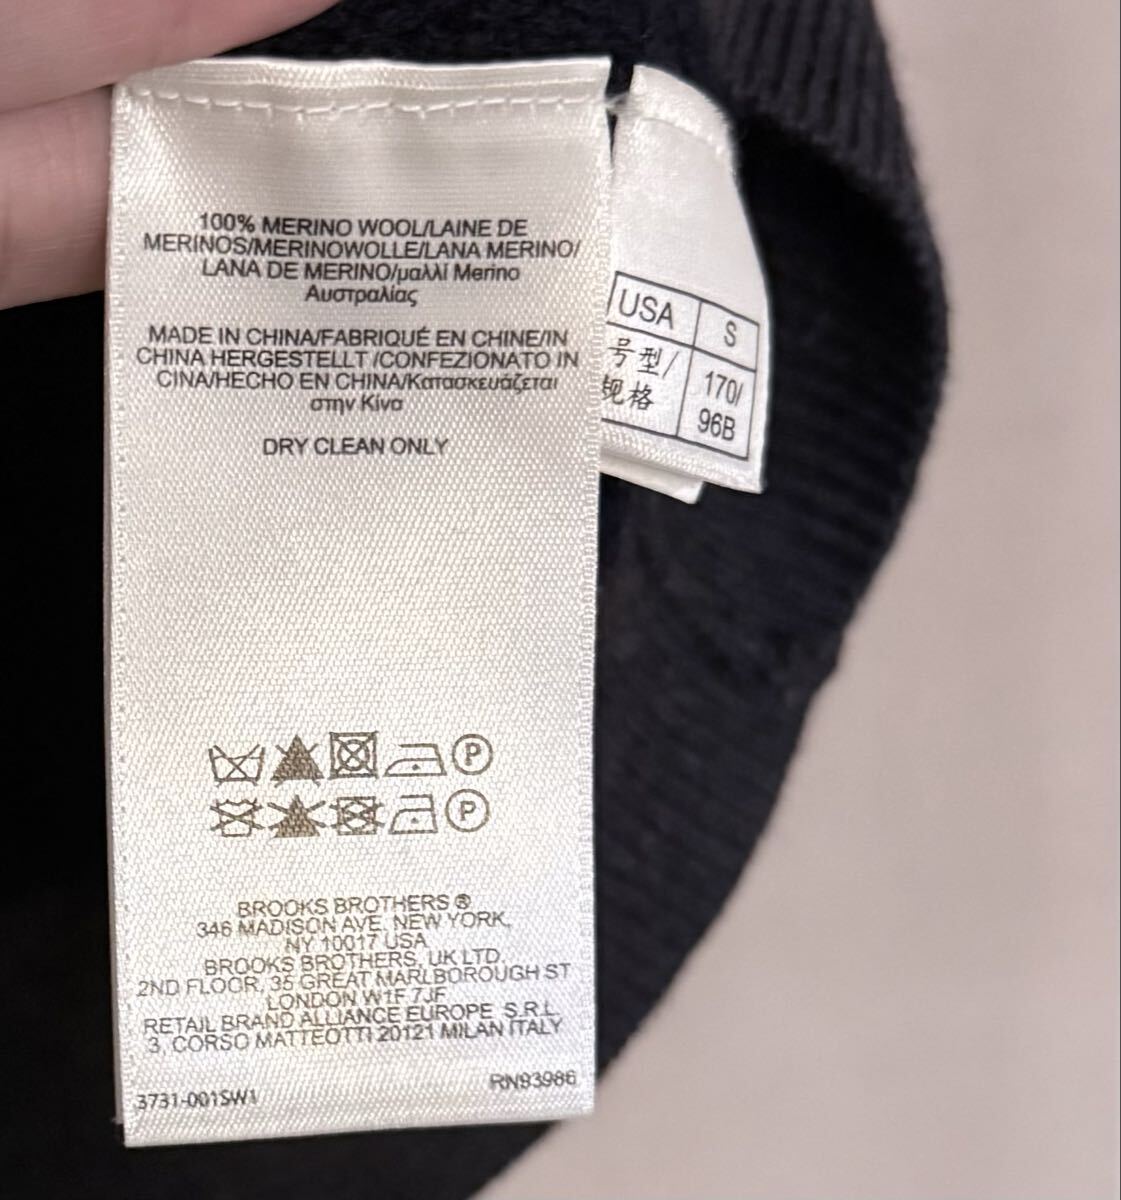 100% MERINO WOOL/LAINE DE
MERINOS/MERINOWOLLE/LANA MERINO/
LANA DE MERINO/μαλλί Merino
Αυστραλίας
MADE IN CHINA/FABRIQUÉ EN CHINE/IN
CHINA HERGESTELLT /CONFEZIONATO IN
CINA/HECHO EN CHINA/Κατασκευάζεται
στην Κίνα
DRY CLEAN ONLY
P
P
BROOKS BROTHERS ®
346 MADISON AVE. NEW YORK,
NY 10017 USA
BROOKS BROTHERS, UK LTD.
2ND FLOOR, 35 GREAT MARLBOROUGH ST
LONDON W1F 7JF
RETAIL BRAND ALLIANCE EUROPE S.R.L.
3, CORSO MATTEOTTI 20121 MILAN ITALY
RN93986
3731-001SW1
USA S
号型/ 170/
规格 96B